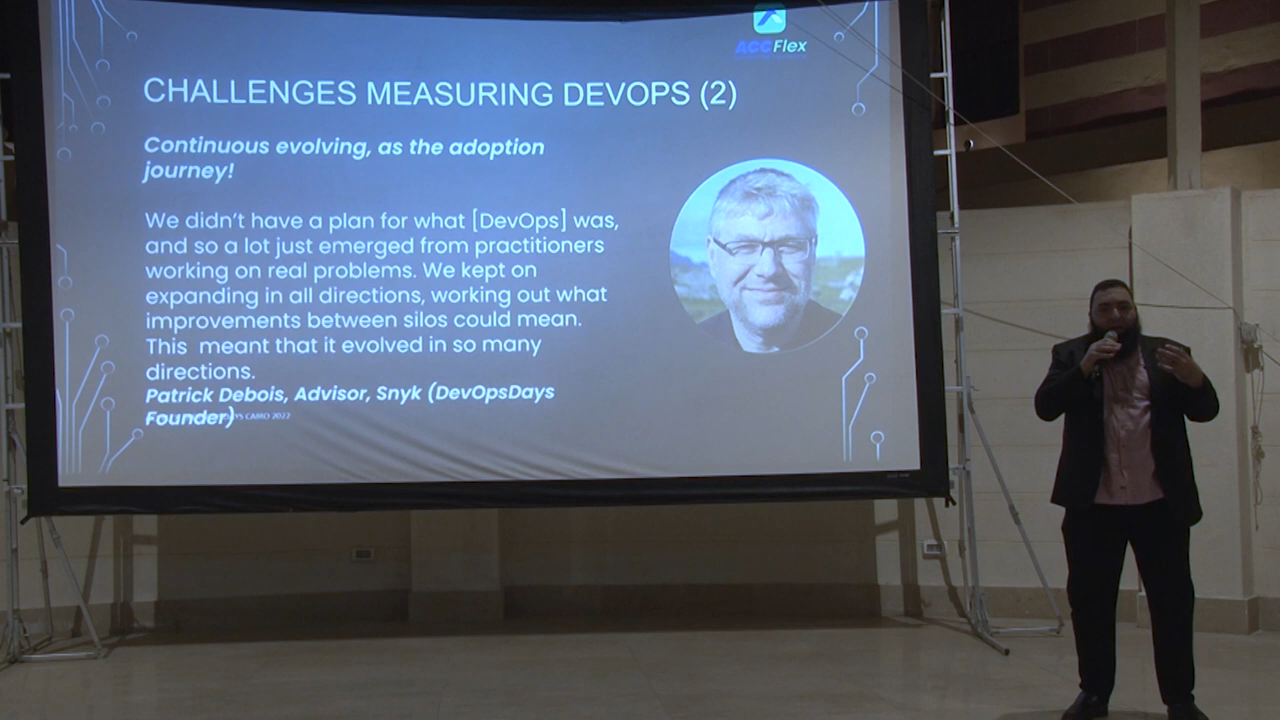 ACCFlex
CHALLENGES MEASURING DEVOPS (2)
Continuous evolving, as the adoption
journey!
We didn't have a plan for what [DevOps] was,
and so a lot just emerged from practitioners
working on real problems. We kept on
expanding in all directions, working out what
improvements between silos could mean.
This meant that it evolved in so many
directions.
Patrick Debois, Advisor, Snyk (DevOpsDays
Founder)
CAIRO 2022